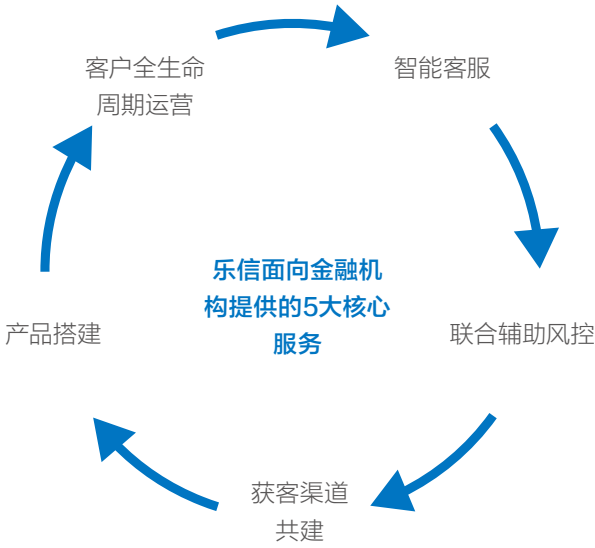 客户全生命
周期运营
智能客服
乐信面向金融机
构提供的5大核心
服务
产品搭建
联合辅助风控
获客渠道
共建